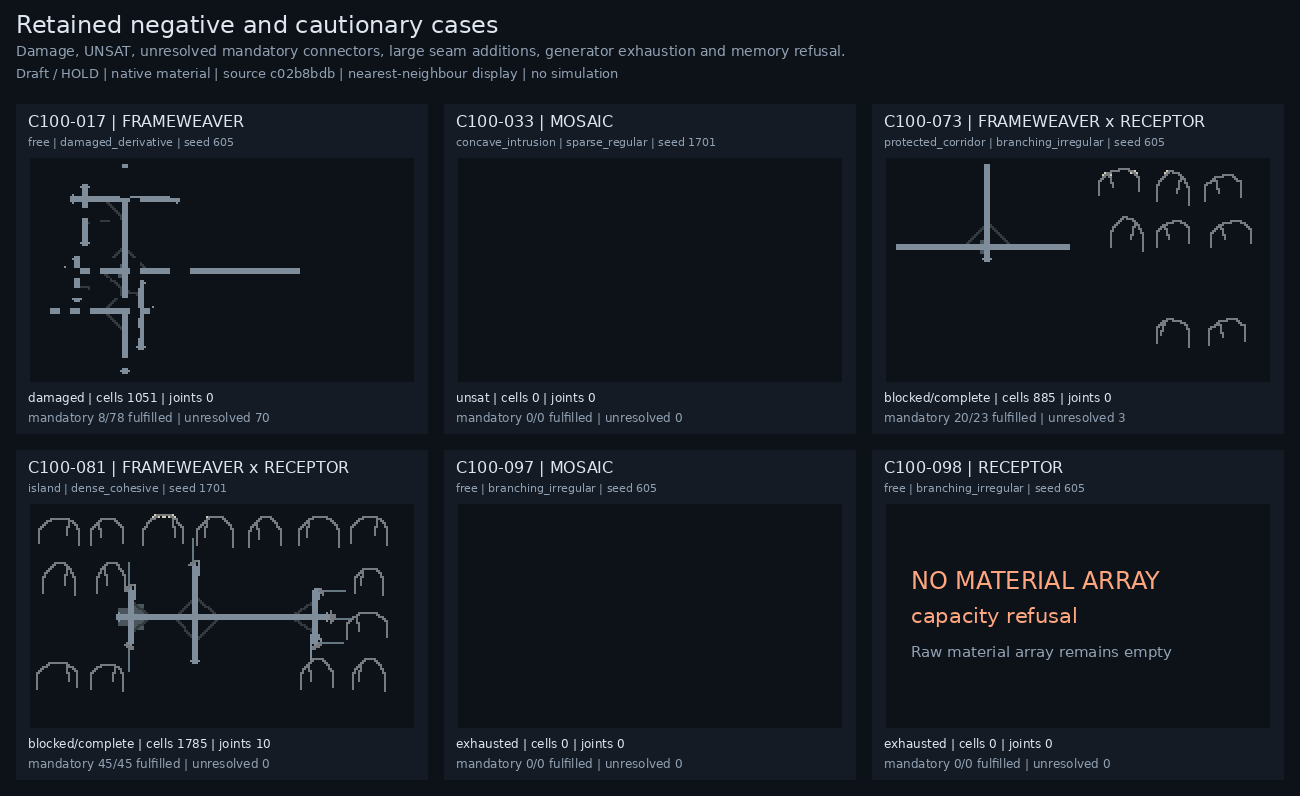 Retained negative and cautionary cases
Damage, UNSAT, unresolved mandatory connectors, large seam additions, generator exhaustion and memory refusal.
Draft / HOLD | native material | source c02b8bdb | nearest-neighbour display | no simulation
C100-017 | FRAMEWEAVER
free | damaged_derivative | seed 605
damaged | cells 1051 | joints 0
mandatory 8/78 fulfilled | unresolved 70
C100-033 | MOSAIC
concave_intrusion | sparse_regular | seed 1701
unsat | cells 0 | joints 0
mandatory 0/0 fulfilled | unresolved 0
C100-073 | FRAMEWEAVER x RECEPTOR
protected_corridor | branching_irregular | seed 605
blocked/complete | cells 885 | joints 0
mandatory 20/23 fulfilled | unresolved 3
C100-081 | FRAMEWEAVER x RECEPTOR
island | dense_cohesive | seed 1701
blocked/complete | cells 1785 | joints 10
mandatory 45/45 fulfilled | unresolved 0
C100-097 | MOSAIC
free | branching_irregular | seed 605
exhausted | cells 0 | joints 0
mandatory 0/0 fulfilled | unresolved 0
C100-098 | RECEPTOR
free | branching_irregular | seed 605
NO MATERIAL ARRAY
capacity refusal
Raw material array remains empty
exhausted | cells 0 | joints 0
mandatory 0/0 fulfilled | unresolved 0